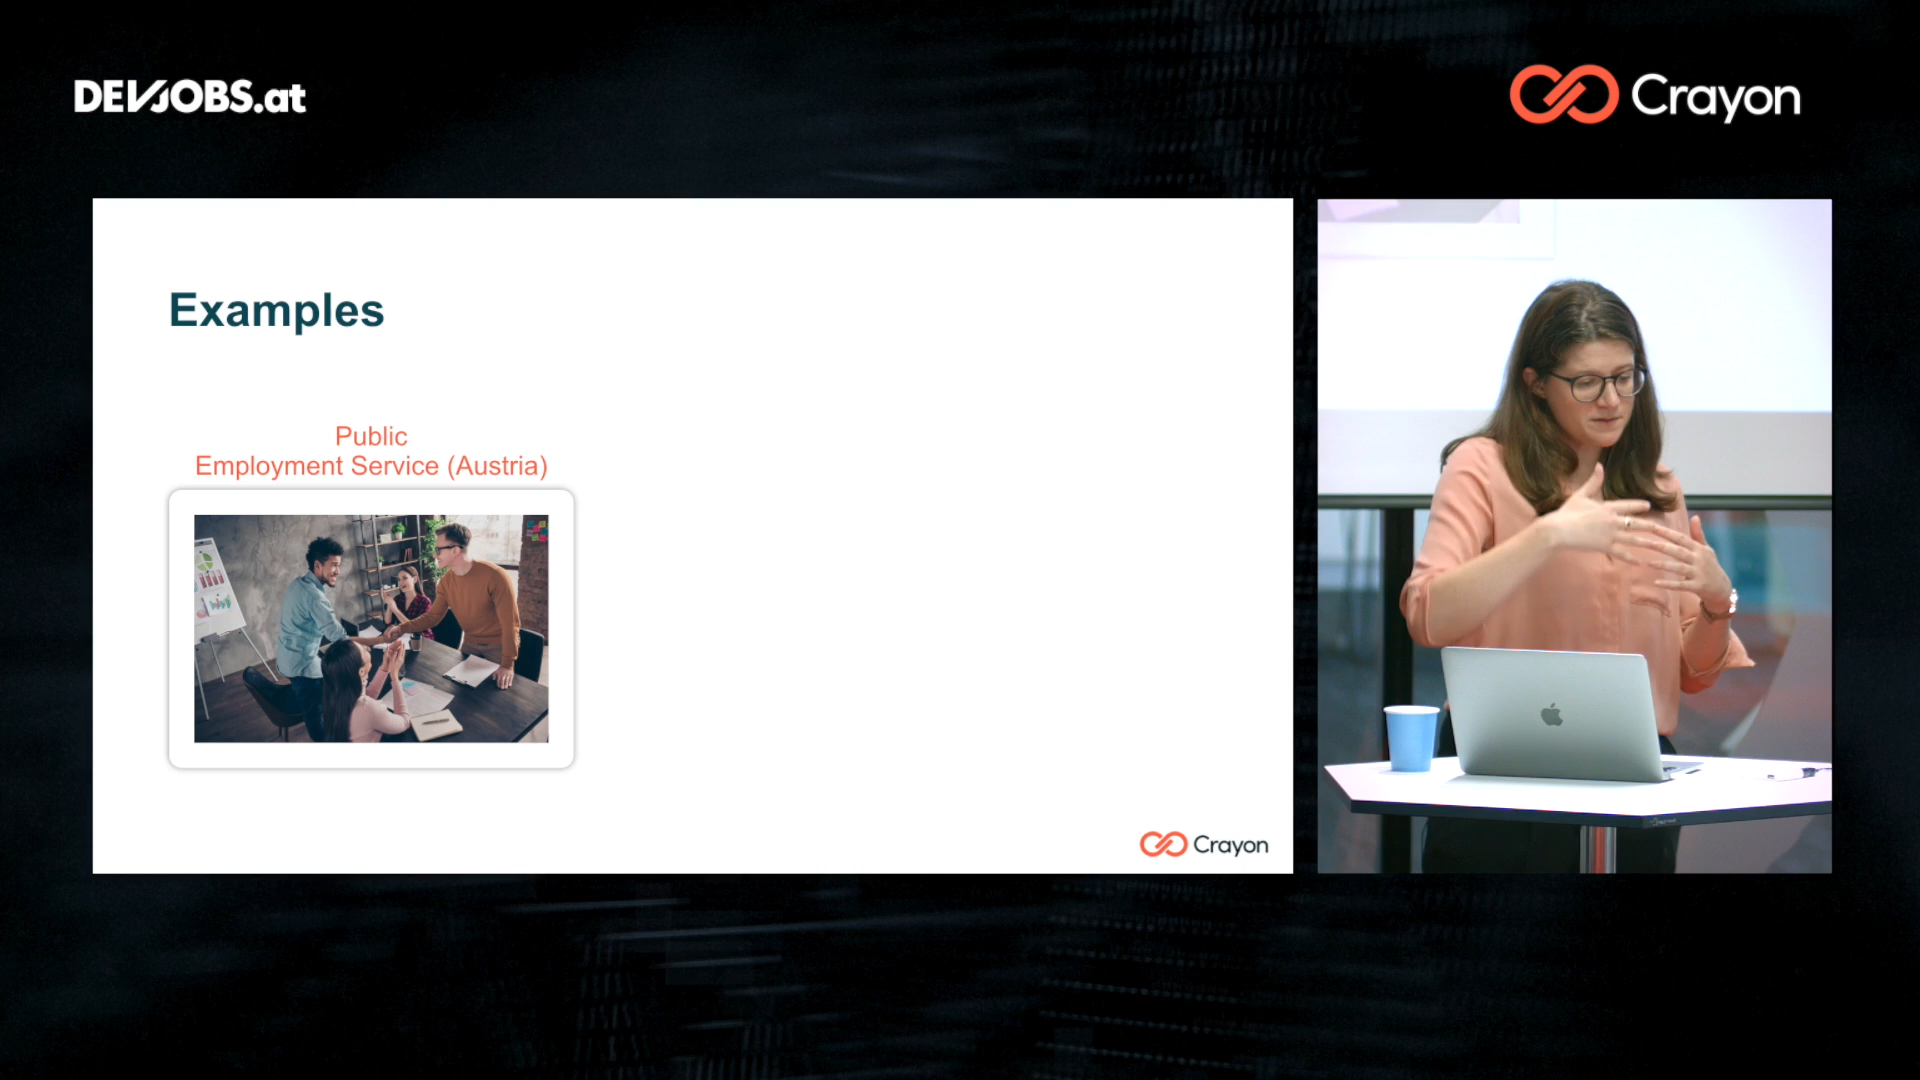 DEVJOBS.at
Crayon
Examples
Public
Employment Service (Austria)
Crayon